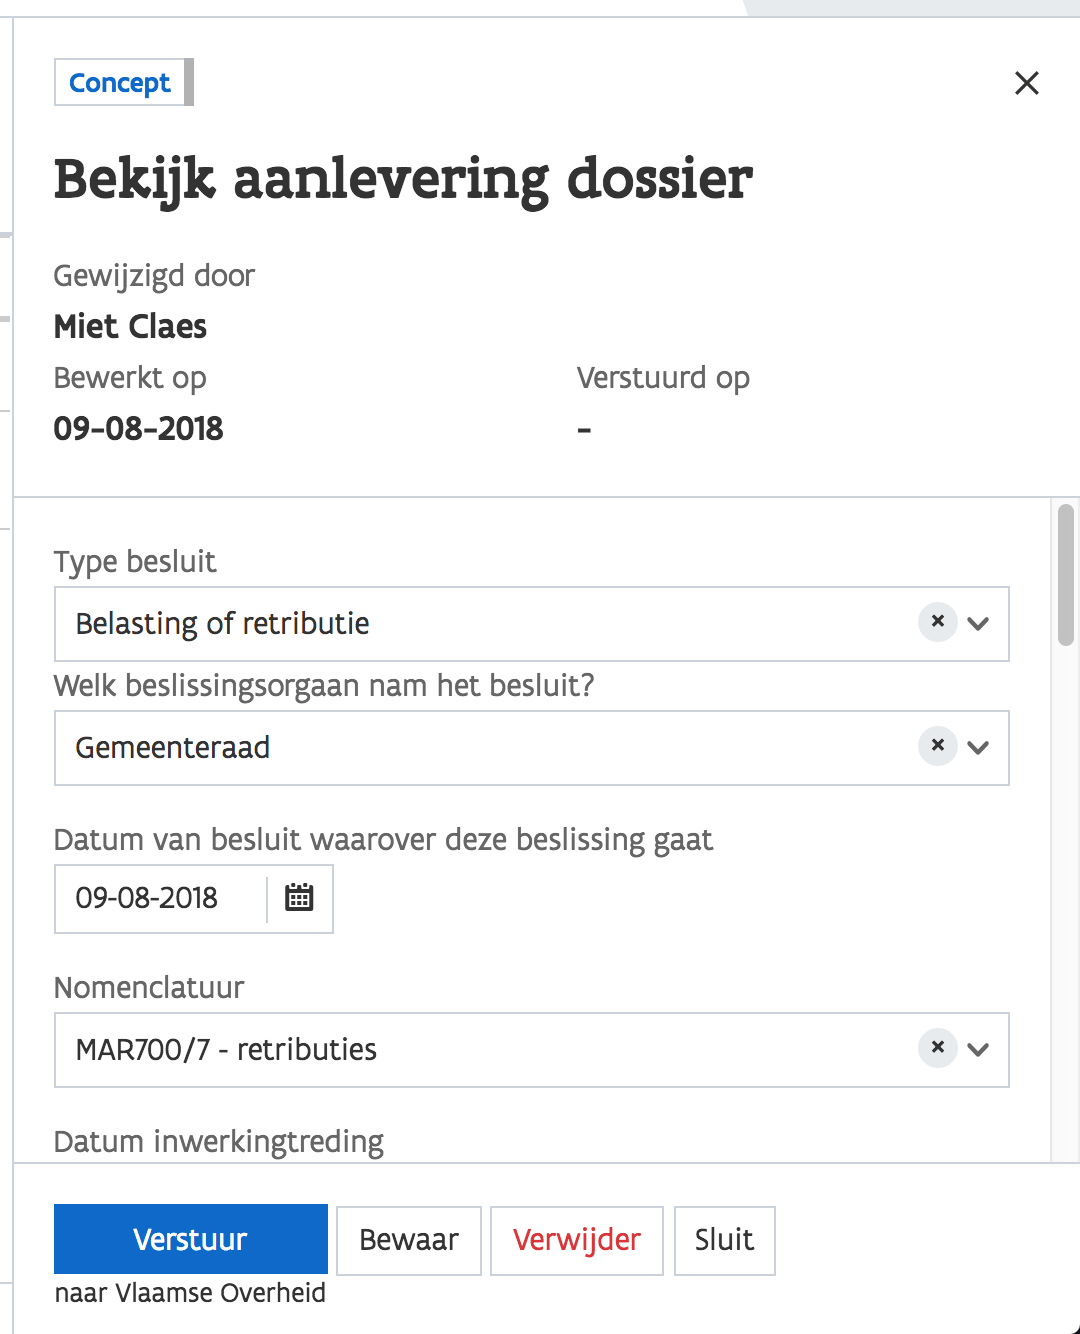 Concept
Bekijk aanlevering dossier
Gewijzigd door
Miet Claes
Bewerkt op
09-08-2018
Verstuurd op
-
Type besluit
Belasting of retributie
Welk beslissingsorgaan nam het besluit?
Gemeenteraad
Datum van besluit waarover deze beslissing gaat
09-08-2018
Nomenclatuur
MAR700/7 - retributies
Datum inwerkingtreding
Verstuur
Bewaar
Verwijder
Sluit
naar Vlaamse Overheid